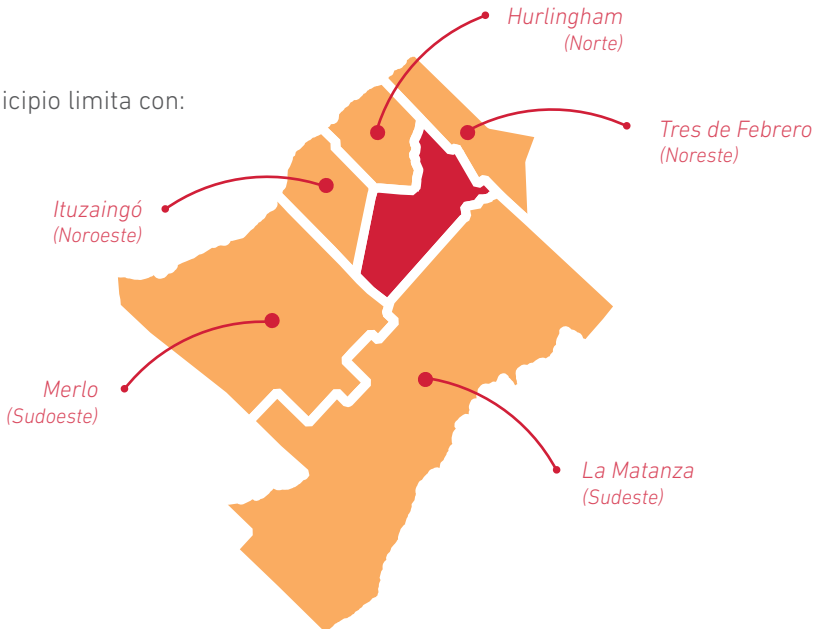 Hurlingham
(Norte)
icipio limita con:
Tres de Febrero
(Noreste)
Ituzaingó
(Noroeste)
Merlo
(Sudoeste)
La Matanza
(Sudeste)